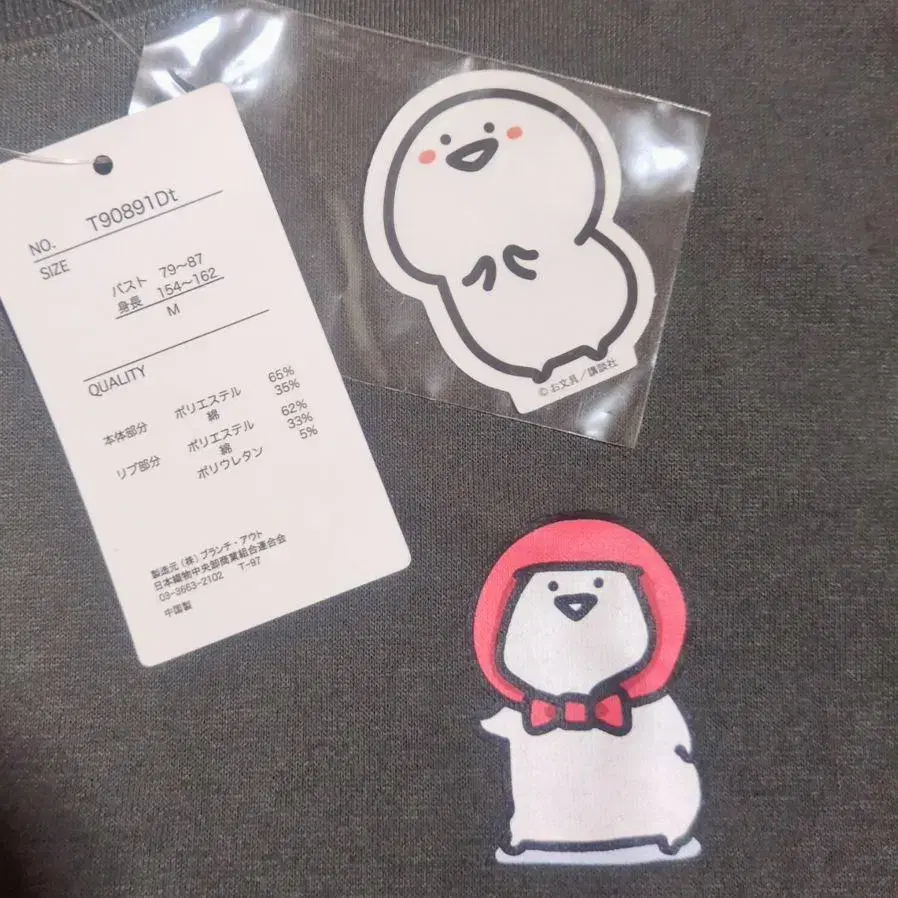 NO. T90891Dt
SIZE
バスト 79〜87
身長 154〜162
M
QUALITY
本体部分 ポリエステル 65%
綿 35%
リブ部分 ポリエステル 62%
綿 33%
ポリウレタン 5%
製造元 (株) ブランチ・アウト
日本織物中央卸商業組合連合会
03-3663-2102 T-97
中国製
© お文具/講談社